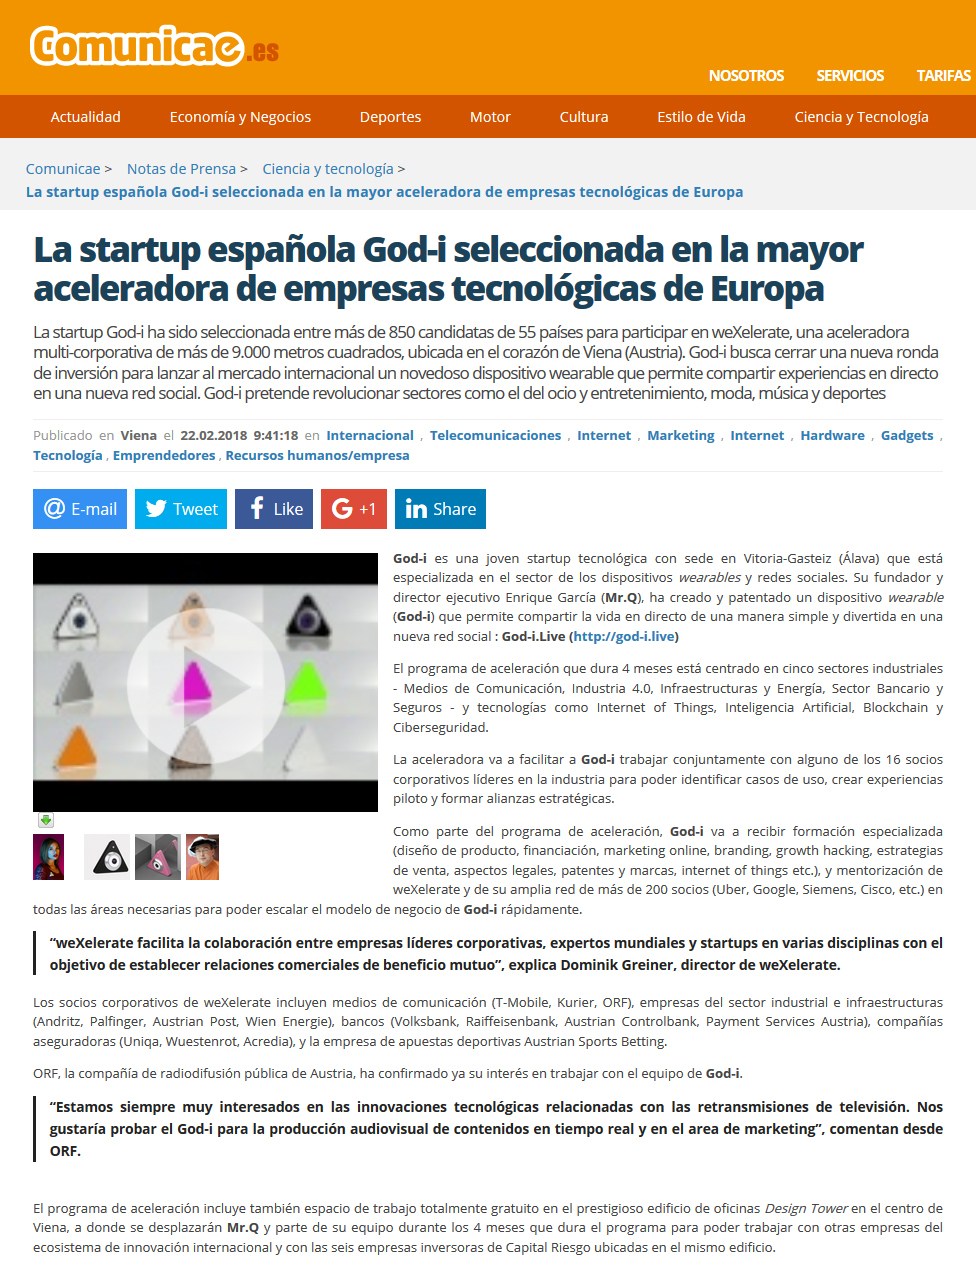 Comunicae.es
NOSOTROS SERVICIOS TARIFAS
Actualidad Economía y Negocios Deportes Motor Cultura Estilo de Vida Ciencia y Tecnología
Comunicae > Notas de Prensa > Ciencia y tecnología >
La startup española God-i seleccionada en la mayor aceleradora de empresas tecnológicas de Europa
La startup española God-i seleccionada en la mayor
aceleradora de empresas tecnológicas de Europa
La startup God-i ha sido seleccionada entre más de 850 candidatas de 55 países para participar en weXelerate, una aceleradora
multi-corporativa de más de 9.000 metros cuadrados, ubicada en el corazón de Viena (Austria). God-i busca cerrar una nueva ronda
de inversión para lanzar al mercado internacional un novedoso dispositivo wearable que permite compartir experiencias en directo
en una nueva red social. God-i pretende revolucionar sectores como el del ocio y entretenimiento, moda, música y deportes
Publicado en Viena el 22.02.2018 9:41:18 en Internacional , Telecomunicaciones , Internet , Marketing , Internet , Hardware , Gadgets ,
Tecnología , Emprendedores , Recursos humanos/empresa
@ E-mail Tweet Like G +1 in Share
God-i es una joven startup tecnológica con sede en Vitoria-Gasteiz (Álava) que está
especializada en el sector de los dispositivos wearables y redes sociales. Su fundador y
director ejecutivo Enrique García (Mr.Q), ha creado y patentado un dispositivo wearable
(God-i) que permite compartir la vida en directo de una manera simple y divertida en una
nueva red social : God-i.Live (http://god-i.live)
El programa de aceleración que dura 4 meses está centrado en cinco sectores industriales
- Medios de Comunicación, Industria 4.0, Infraestructuras y Energía, Sector Bancario y
Seguros - y tecnologías como Internet of Things, Inteligencia Artificial, Blockchain y
Ciberseguridad.
La aceleradora va a facilitar a God-i trabajar conjuntamente con alguno de los 16 socios
corporativos líderes en la industria para poder identificar casos de uso, crear experiencias
piloto y formar alianzas estratégicas.
Como parte del programa de aceleración, God-i va a recibir formación especializada
(diseño de producto, financiación, marketing online, branding, growth hacking, estrategias
de venta, aspectos legales, patentes y marcas, internet of things etc.), y mentorización de
weXelerate y de su amplia red de más de 200 socios (Uber, Google, Siemens, Cisco, etc.) en
todas las áreas necesarias para poder escalar el modelo de negocio de God-i rápidamente.
“weXelerate facilita la colaboración entre empresas líderes corporativas, expertos mundiales y startups en varias disciplinas con el
objetivo de establecer relaciones comerciales de beneficio mutuo”, explica Dominik Greiner, director de weXelerate.
Los socios corporativos de weXelerate incluyen medios de comunicación (T-Mobile, Kurier, ORF), empresas del sector industrial e infraestructuras
(Andritz, Palfinger, Austrian Post, Wien Energie), bancos (Volksbank, Raiffeisenbank, Austrian Controlbank, Payment Services Austria), compañías
aseguradoras (Uniqa, Wuestenrot, Acredia), y la empresa de apuestas deportivas Austrian Sports Betting.
ORF, la compañía de radiodifusión pública de Austria, ha confirmado ya su interés en trabajar con el equipo de God-i.
“Estamos siempre muy interesados en las innovaciones tecnológicas relacionadas con las retransmisiones de televisión. Nos
gustaría probar el God-i para la producción audiovisual de contenidos en tiempo real y en el area de marketing”, comentan desde
ORF.
El programa de aceleración incluye también espacio de trabajo totalmente gratuito en el prestigioso edificio de oficinas Design Tower en el centro de
Viena, a donde se desplazarán Mr.Q y parte de su equipo durante los 4 meses que dura el programa para poder trabajar con otras empresas del
ecosistema de innovación internacional y con las seis empresas inversoras de Capital Riesgo ubicadas en el mismo edificio.